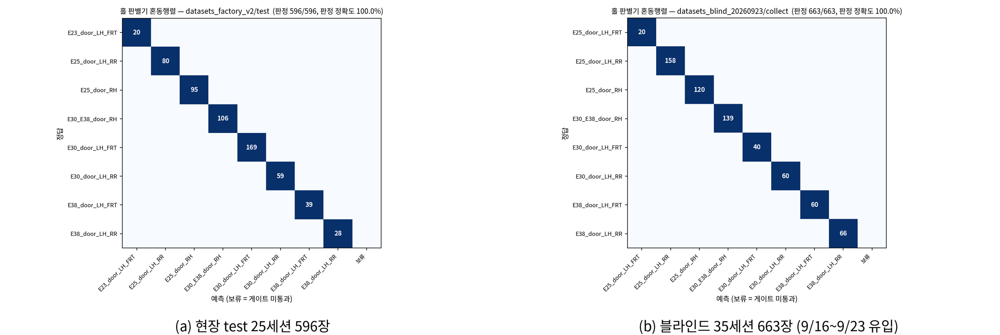 홀 판별기 혼동행렬 — datasets_factory_v2/test (판정 596/596, 판정 정확도 100.0%)
정답
E23_door_LH_FRT
E25_door_LH_RR
E25_door_RH
E30_E38_door_RH
E30_door_LH_FRT
E30_door_LH_RR
E38_door_LH_FRT
E38_door_LH_RR
20
80
95
106
169
59
39
28
E23_door_LH_FRT
E25_door_LH_RR
E25_door_RH
E30_E38_door_RH
E30_door_LH_FRT
E30_door_LH_RR
E38_door_LH_FRT
E38_door_LH_RR
보류
예측 (보류 = 게이트 미통과)
(a) 현장 test 25세션 596장
홀 판별기 혼동행렬 — datasets_blind_20260923/collect (판정 663/663, 판정 정확도 100.0%)
정답
E25_door_LH_FRT
E25_door_LH_RR
E25_door_RH
E30_E38_door_RH
E30_door_LH_FRT
E30_door_LH_RR
E38_door_LH_FRT
E38_door_LH_RR
20
158
120
139
40
60
60
66
E25_door_LH_FRT
E25_door_LH_RR
E25_door_RH
E30_E38_door_RH
E30_door_LH_FRT
E30_door_LH_RR
E38_door_LH_FRT
E38_door_LH_RR
보류
예측 (보류 = 게이트 미통과)
(b) 블라인드 35세션 663장 (9/16~9/23 유입)